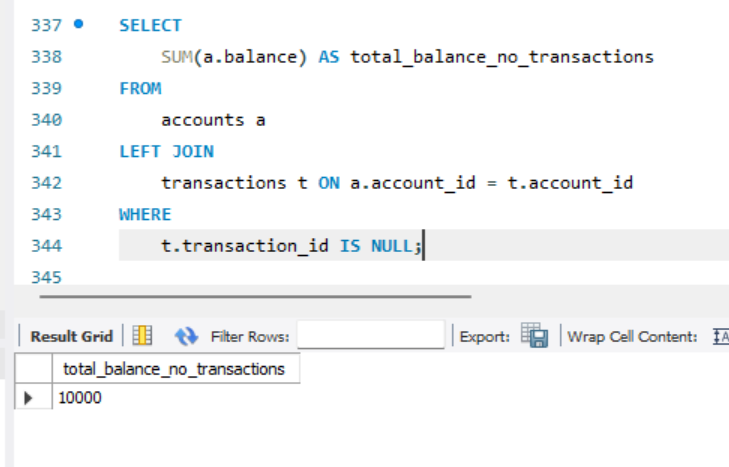 337 SELECT
338 SUM(a.balance) AS total_balance_no_transactions
339 FROM
340 accounts a
341 LEFT JOIN
342 transactions t ON a.account_id = t.account_id
343 WHERE
344 t.transaction_id IS NULL;
345
Result Grid Filter Rows: Export: Wrap Cell Content:
total_balance_no_transactions
10000